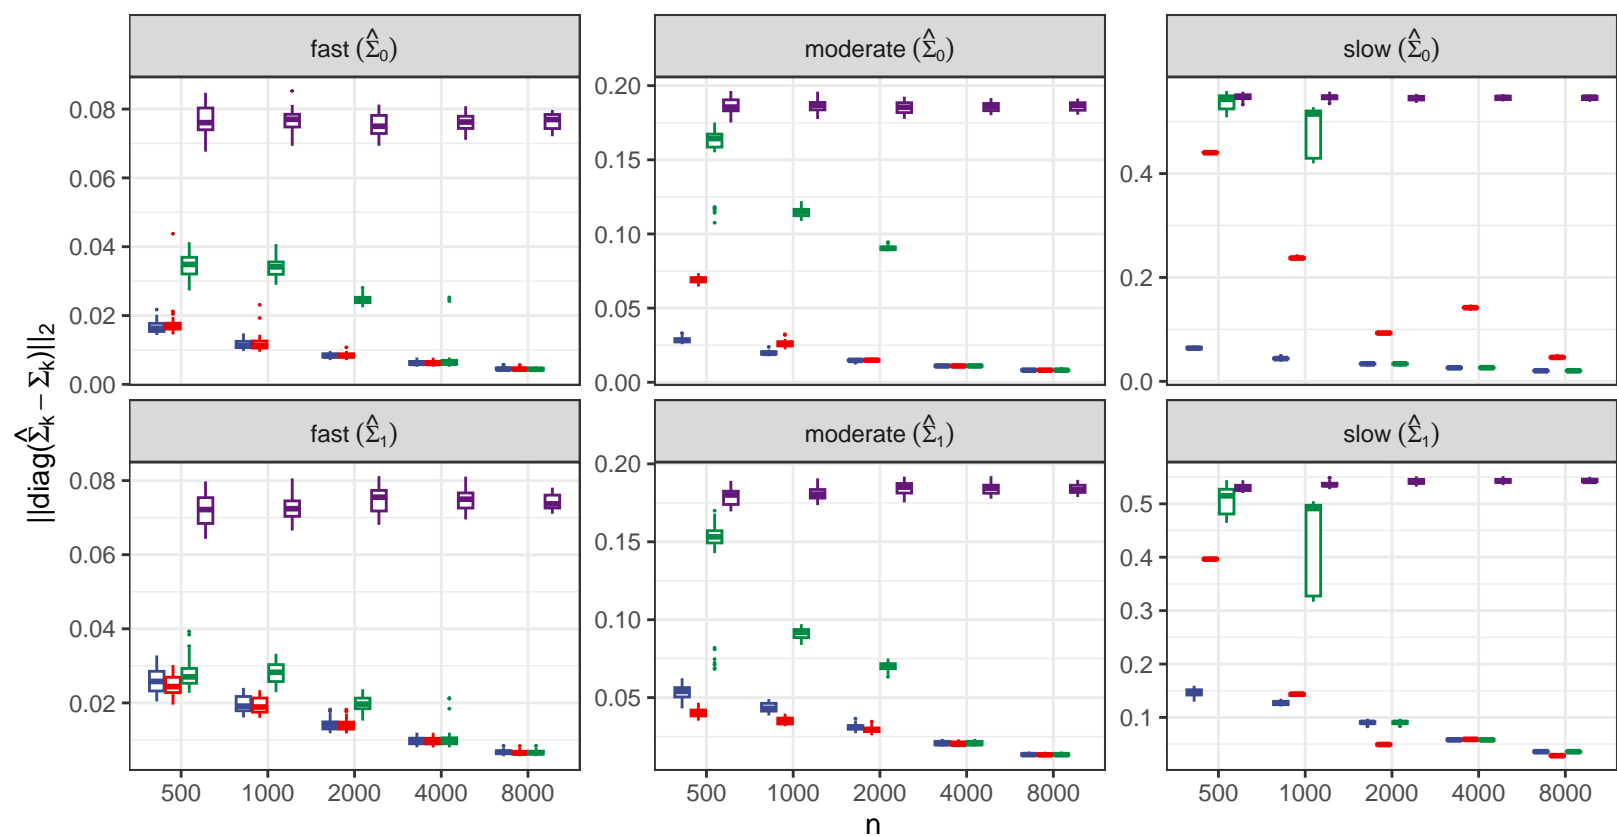 fast (Σ̂₀)
moderate (Σ̂₀)
slow (Σ̂₀)
0.08
0.06
0.04
0.02
0.00
0.20
0.15
0.10
0.05
0.00
0.4
0.2
0.0
||diag(Σ̂ₖ − Σₖ)||₂
fast (Σ̂₁)
moderate (Σ̂₁)
slow (Σ̂₁)
0.08
0.06
0.04
0.02
0.20
0.15
0.10
0.05
0.5
0.4
0.3
0.2
0.1
500 1000 2000 4000 8000
500 1000 2000 4000 8000
500 1000 2000 4000 8000
n